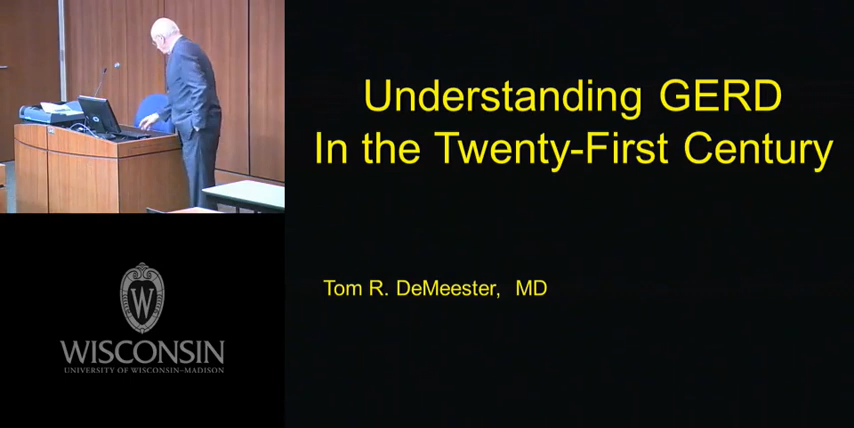 Understanding GERD
In the Twenty-First Century
Tom R. DeMeester, MD
W
WISCONSIN
UNIVERSITY OF WISCONSIN–MADISON